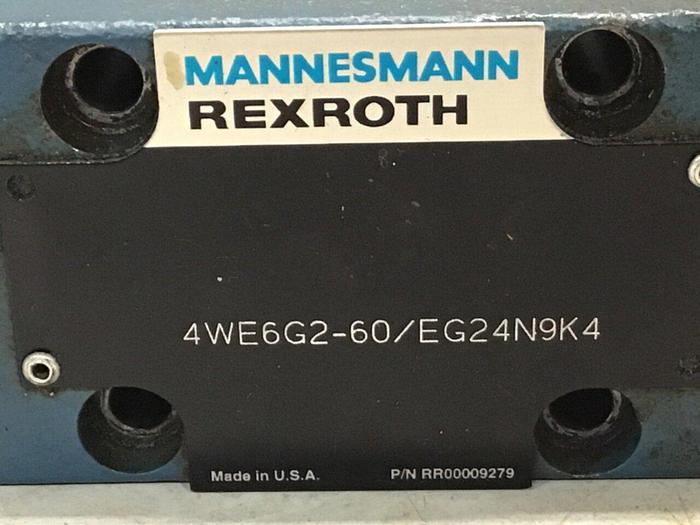 MANNESMANN
REXROTH
4WE6G2-60/EG24N9K4
Made in U.S.A. P/N RR00009279